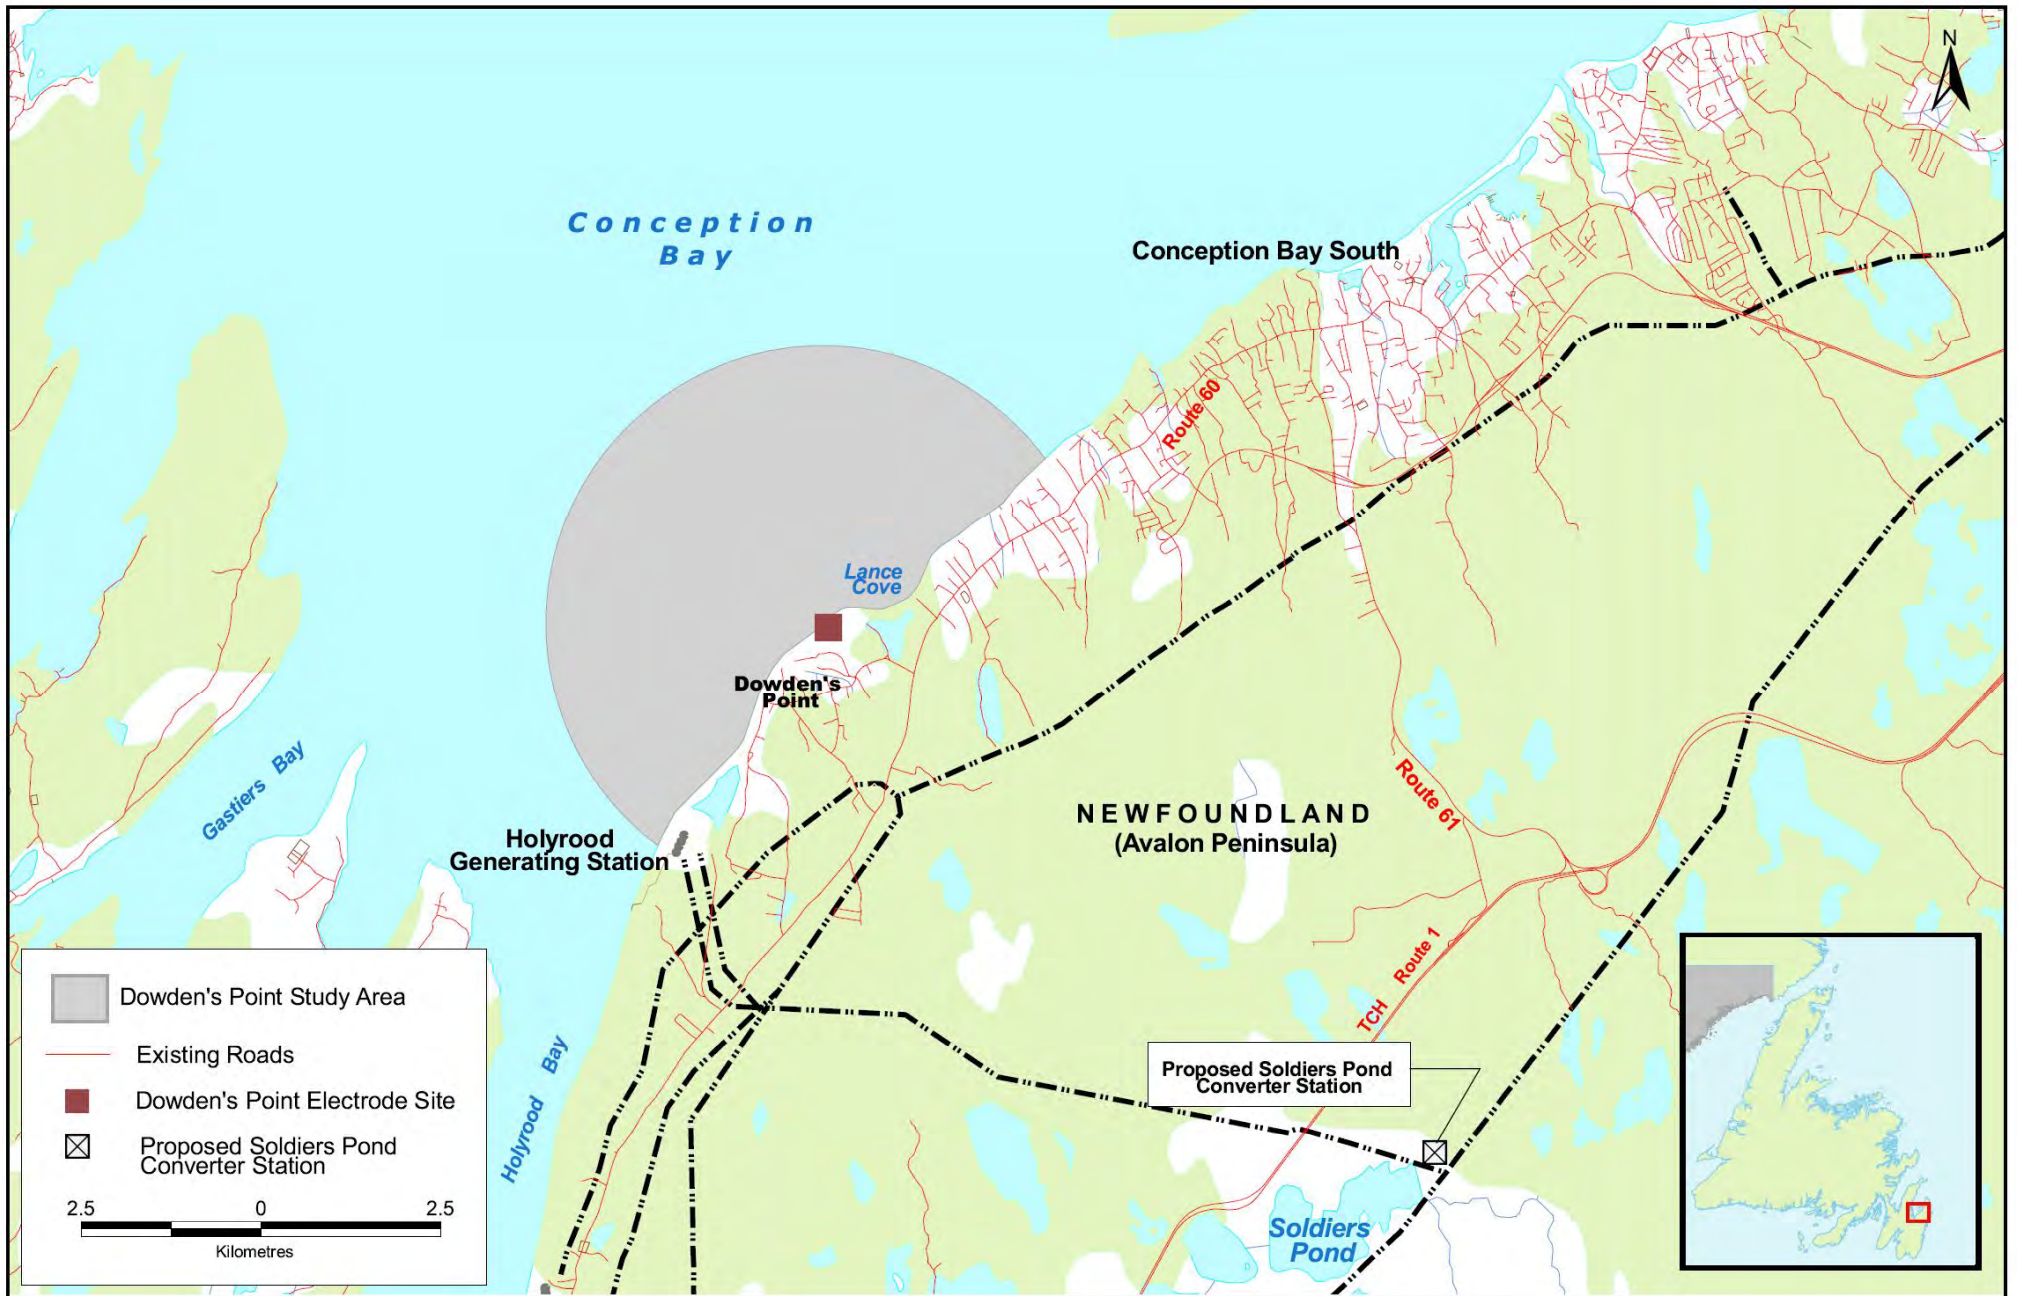 N
Conception
Bay
Conception Bay South
Route 60
Lance
Cove
Dowden's
Point
Gastiers Bay
Holyrood
Generating Station
NEWFOUNDLAND
(Avalon Peninsula)
Route 61
TCH Route 1
Holyrood Bay
Proposed Soldiers Pond
Converter Station
Soldiers
Pond
Dowden's Point Study Area
Existing Roads
Dowden's Point Electrode Site
Proposed Soldiers Pond
Converter Station
2.5 0 2.5
Kilometres